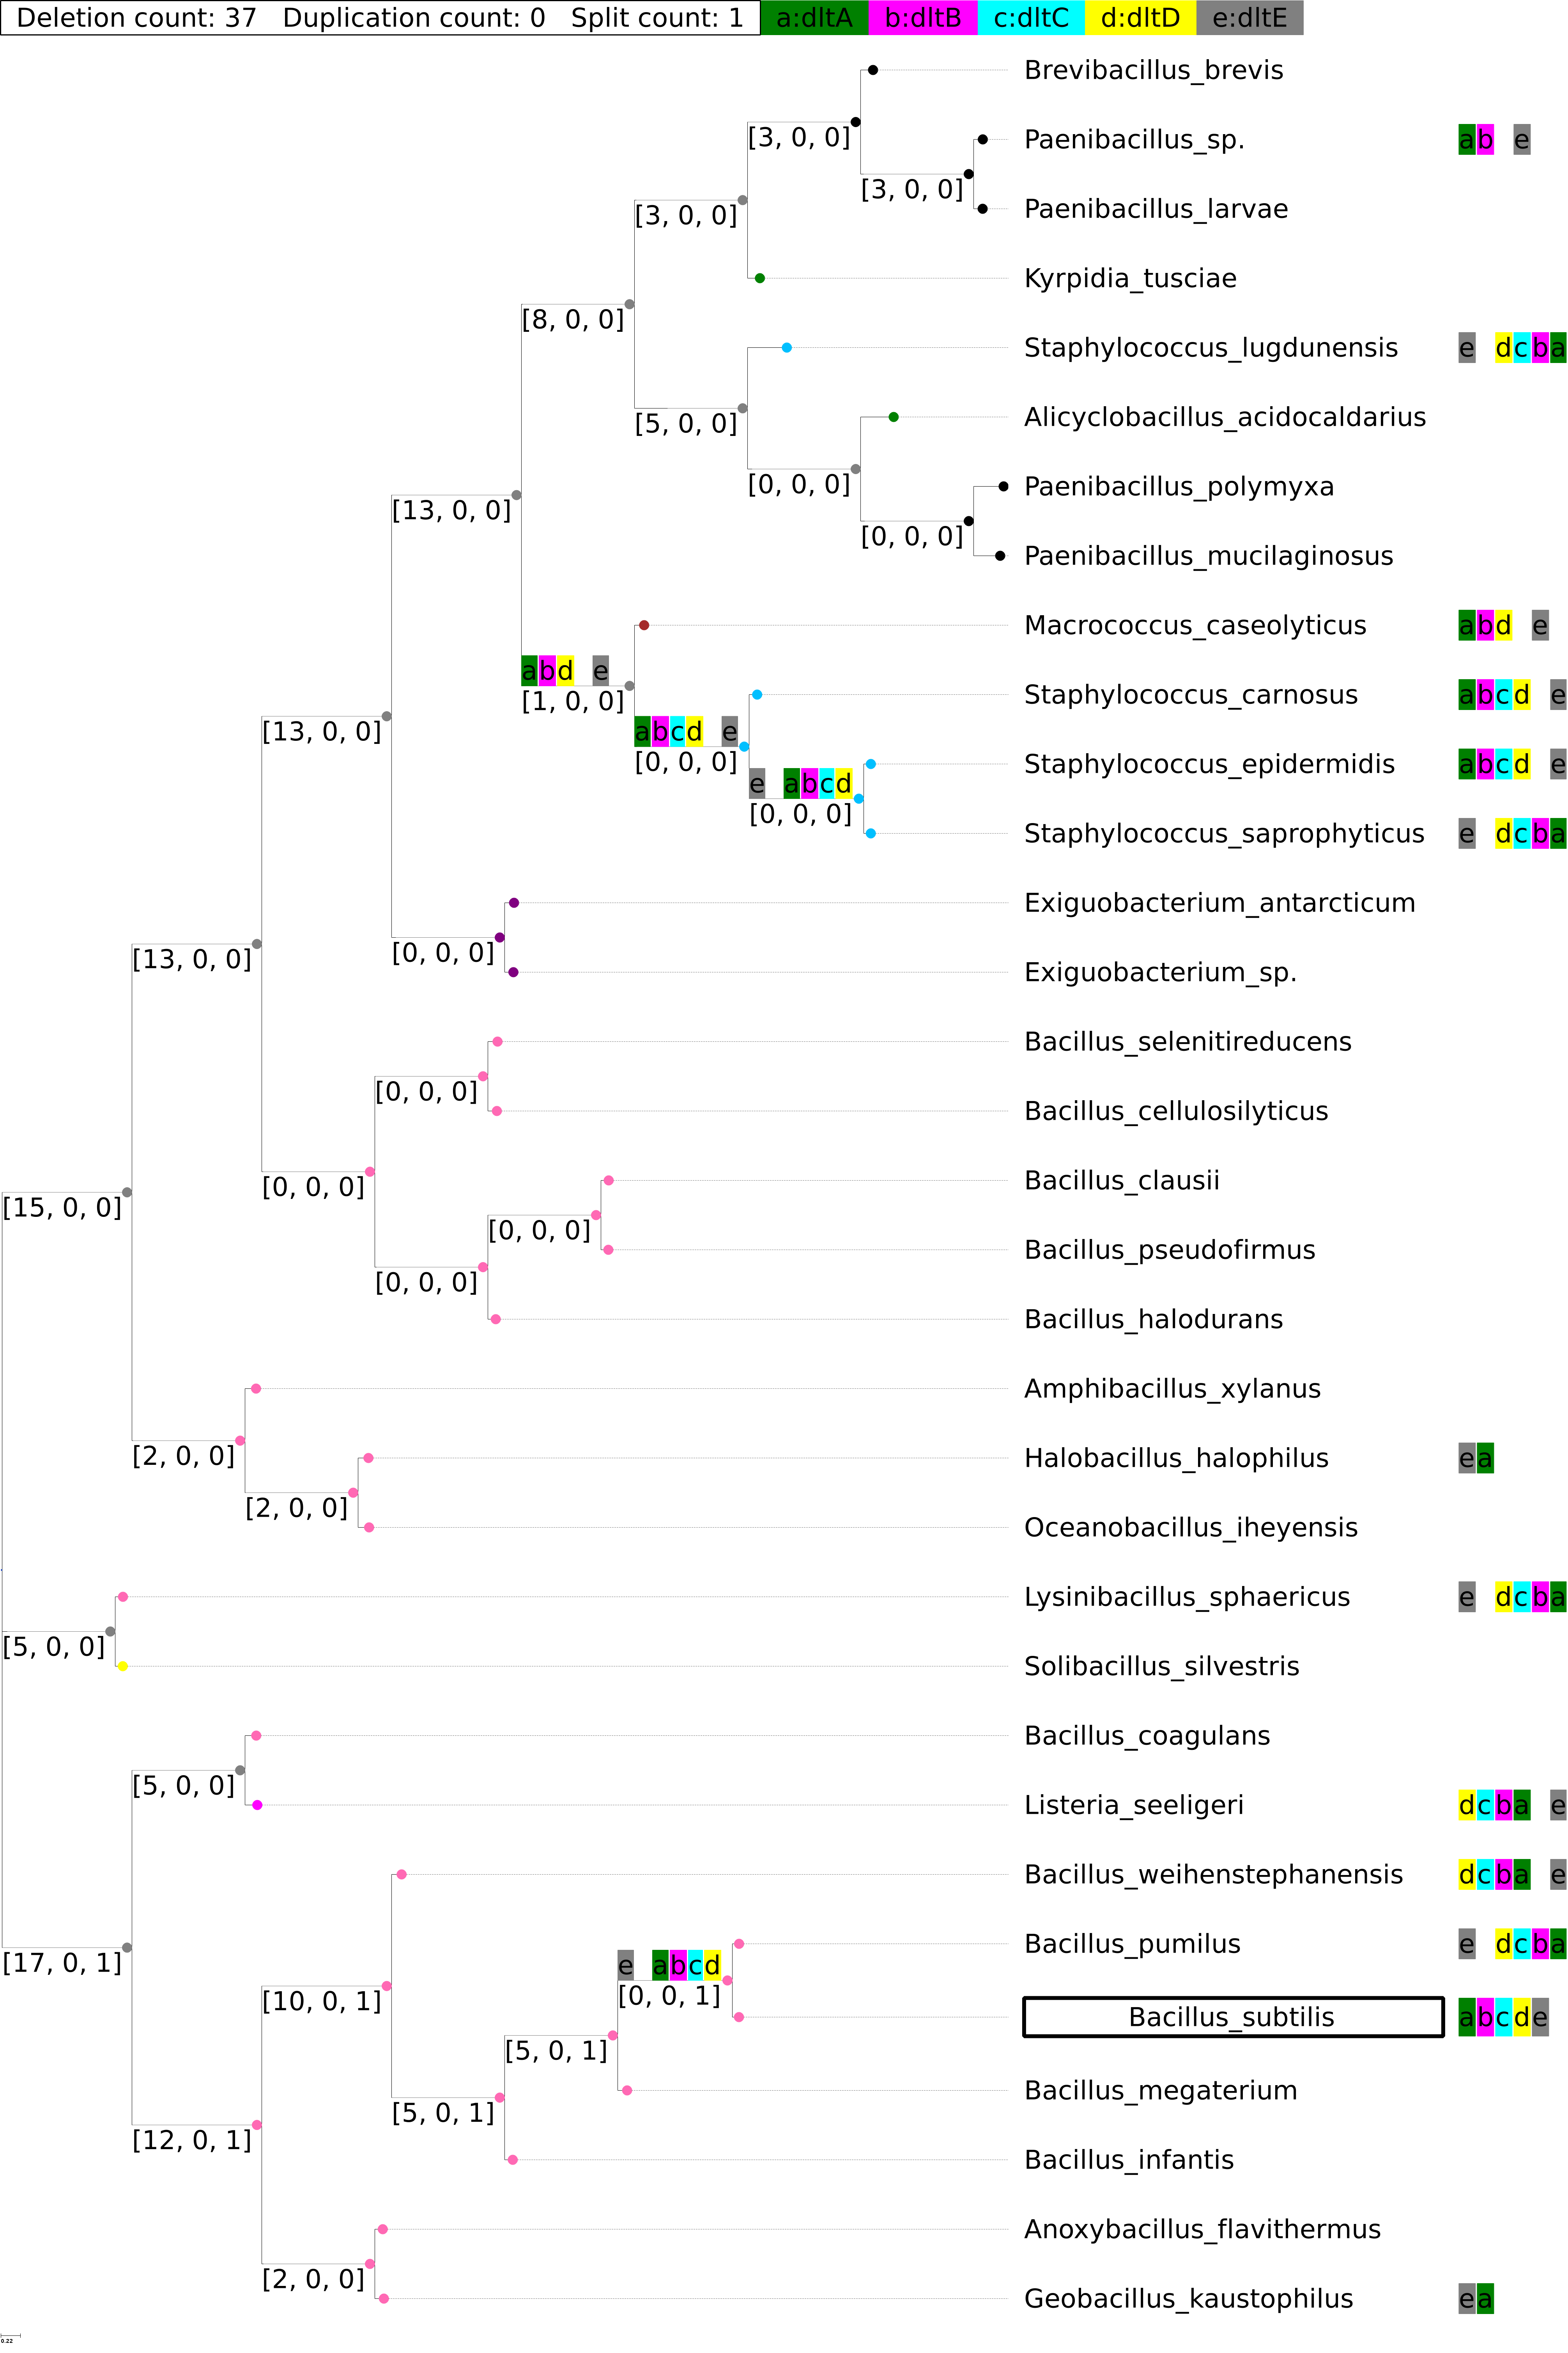 Deletion count: 37 Duplication count: 0 Split count: 1 a:dltA b:dltB c:dltC d:dltD e:dltE
Brevibacillus_brevis
[3, 0, 0]
Paenibacillus_sp. ab e
[3, 0, 0]
Paenibacillus_larvae
[3, 0, 0]
Kyrpidia_tusciae
[8, 0, 0]
Staphylococcus_lugdunensis e dcba
[5, 0, 0]
Alicyclobacillus_acidocaldarius
[0, 0, 0]
Paenibacillus_polymyxa
[13, 0, 0]
[0, 0, 0]
Paenibacillus_mucilaginosus
Macrococcus_caseolyticus abd e
abd e
[1, 0, 0]
Staphylococcus_carnosus abcd e
[13, 0, 0]
abcd e
[0, 0, 0]
Staphylococcus_epidermidis abcd e
e abcd
[0, 0, 0]
Staphylococcus_saprophyticus e dcba
Exiguobacterium_antarcticum
[0, 0, 0]
[13, 0, 0]
Exiguobacterium_sp.
Bacillus_selenitireducens
[0, 0, 0]
Bacillus_cellulosilyticus
Bacillus_clausii
[0, 0, 0]
[15, 0, 0]
[0, 0, 0]
Bacillus_pseudofirmus
[0, 0, 0]
Bacillus_halodurans
Amphibacillus_xylanus
[2, 0, 0]
Halobacillus_halophilus ea
[2, 0, 0]
Oceanobacillus_iheyensis
Lysinibacillus_sphaericus e dcba
[5, 0, 0]
Solibacillus_silvestris
Bacillus_coagulans
[5, 0, 0]
Listeria_seeligeri dcba e
Bacillus_weihenstephanensis dcba e
Bacillus_pumilus e dcba
[17, 0, 1]
e abcd
[0, 0, 1]
[10, 0, 1]
Bacillus_subtilis abcde
[5, 0, 1]
Bacillus_megaterium
[5, 0, 1]
[12, 0, 1]
Bacillus_infantis
Anoxybacillus_flavithermus
[2, 0, 0]
Geobacillus_kaustophilus ea
0.22